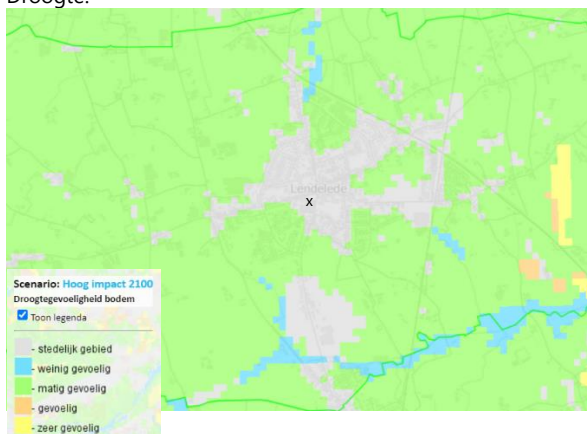 Droogte:
Lendelede
x
Scenario: Hoog impact 2100
Droogtegevoeligheid bodem
Toon legenda
- stedelijk gebied
- weinig gevoelig
- matig gevoelig
- gevoelig
- zeer gevoelig